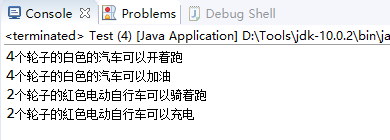 Console Problems Debug Shell
<terminated> Test (4) [Java Application] D:\Tools\jdk-10.0.2\bin\ja
4个轮子的白色的汽车可以开着跑
4个轮子的白色的汽车可以加油
2个轮子的红色电动自行车可以骑着跑
2个轮子的红色电动自行车可以充电